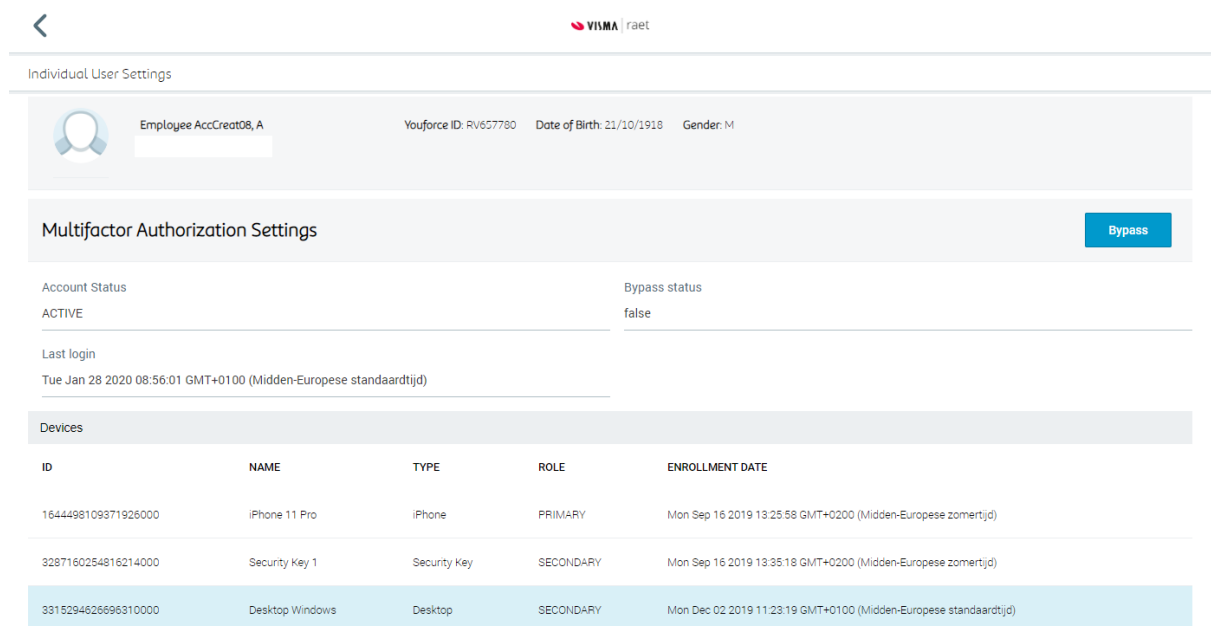 VISMA raet
Individual User Settings
Employee AccCreat08, A Youforce ID: RV657780 Date of Birth: 21/10/1918 Gender: M
Multifactor Authorization Settings Bypass
Account Status Bypass status
ACTIVE false
Last login
Tue Jan 28 2020 08:56:01 GMT+0100 (Midden-Europese standaardtijd)
Devices
ID NAME TYPE ROLE ENROLLMENT DATE
1644498109371926000 iPhone 11 Pro iPhone PRIMARY Mon Sep 16 2019 13:25:58 GMT+0200 (Midden-Europese zomertijd)
3287160254816214000 Security Key 1 Security Key SECONDARY Mon Sep 16 2019 13:35:18 GMT+0200 (Midden-Europese zomertijd)
3315294626696310000 Desktop Windows Desktop SECONDARY Mon Dec 02 2019 11:23:19 GMT+0100 (Midden-Europese standaardtijd)